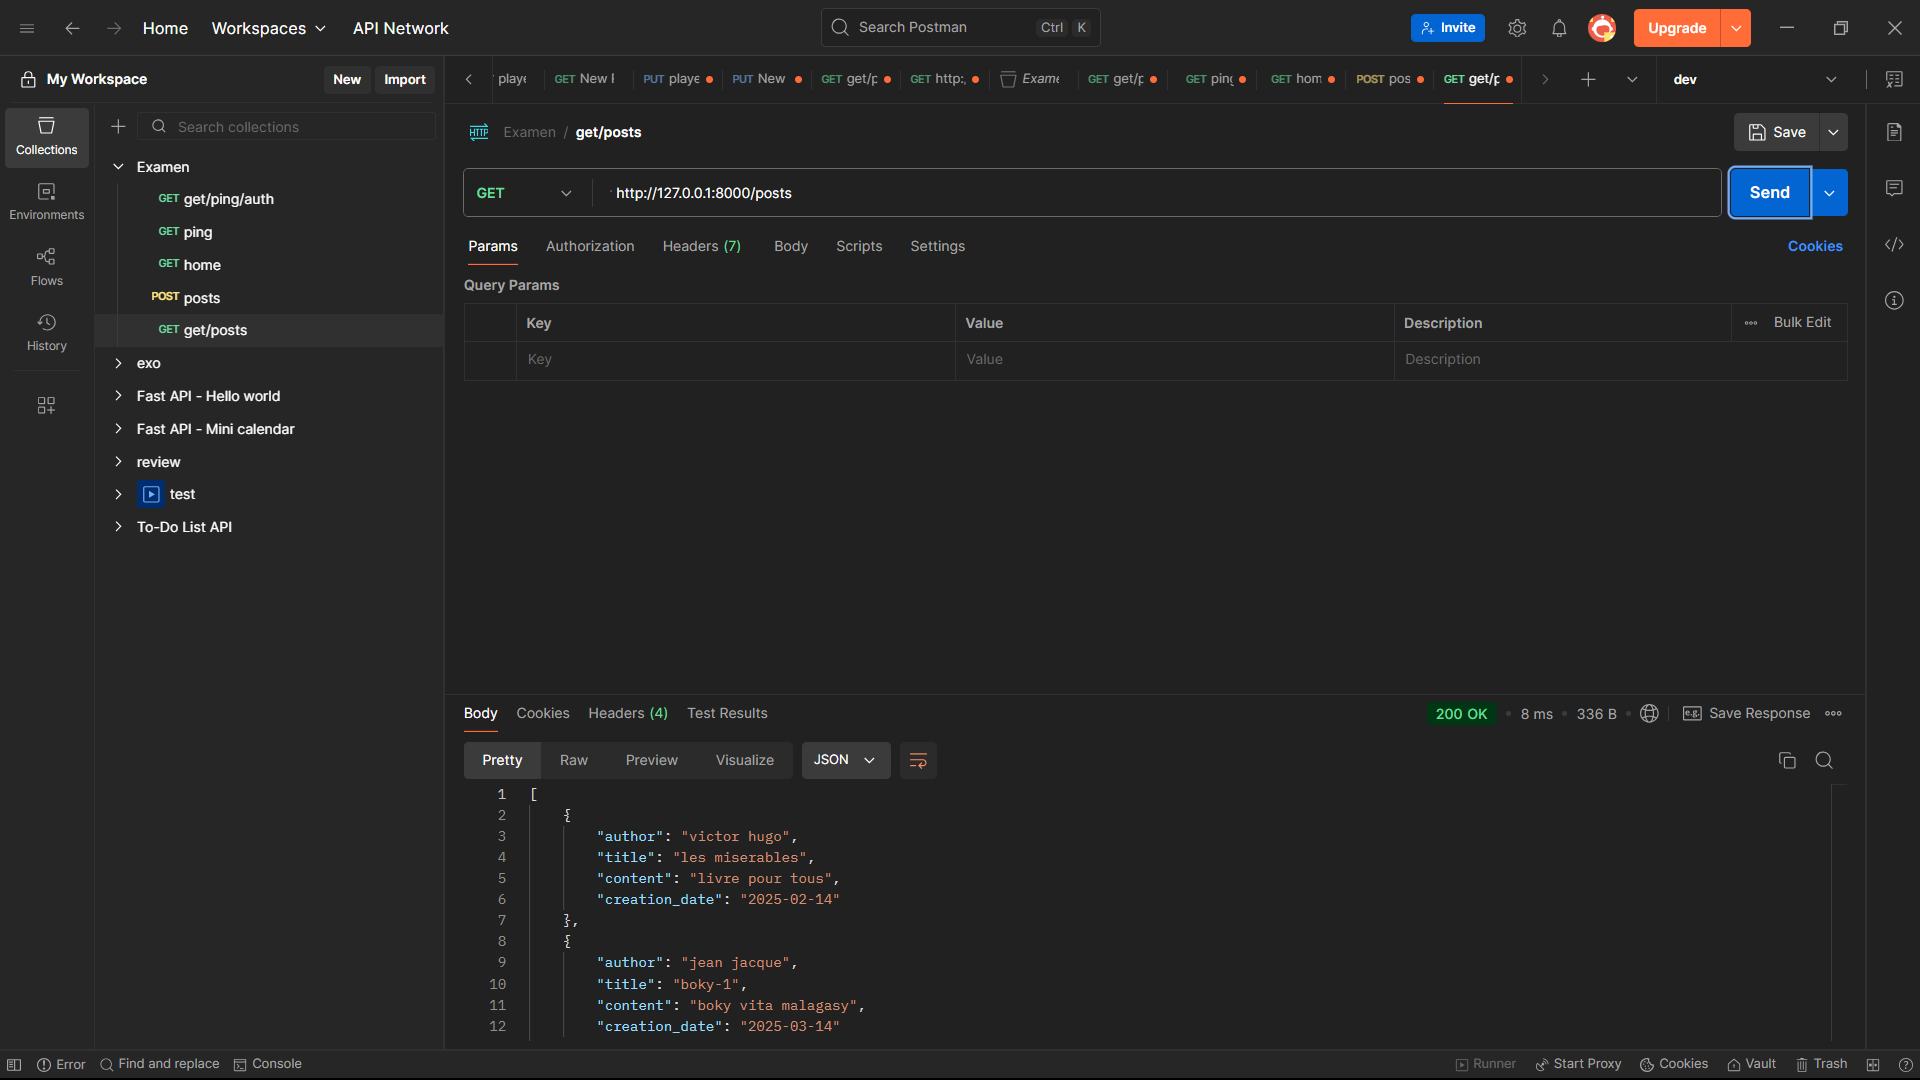 Home Workspaces API Network Search Postman Ctrl K Invite Upgrade
My Workspace New Import
playe GET New PUT playe PUT New GET get/p GET http:, Exame GET get/p GET ping GET hom POST pos GET get/p dev
Collections
Environments
Flows
History
Search collections
Examen
GET get/ping/auth
GET ping
GET home
POST posts
GET get/posts
exo
Fast API - Hello world
Fast API - Mini calendar
review
test
To-Do List API
HTTP Examen / get/posts Save
GET http://127.0.0.1:8000/posts Send
Params Authorization Headers (7) Body Scripts Settings Cookies
Query Params
Key Value Description Bulk Edit
Key Value Description
Body Cookies Headers (4) Test Results 200 OK 8 ms 336 B e.g. Save Response
Pretty Raw Preview Visualize JSON
1 [
2 {
3 "author": "victor hugo",
4 "title": "les miserables",
5 "content": "livre pour tous",
6 "creation_date": "2025-02-14"
7 },
8 {
9 "author": "jean jacque",
10 "title": "boky-1",
11 "content": "boky vita malagasy",
12 "creation_date": "2025-03-14"
Error Find and replace Console Runner Start Proxy Cookies Vault Trash